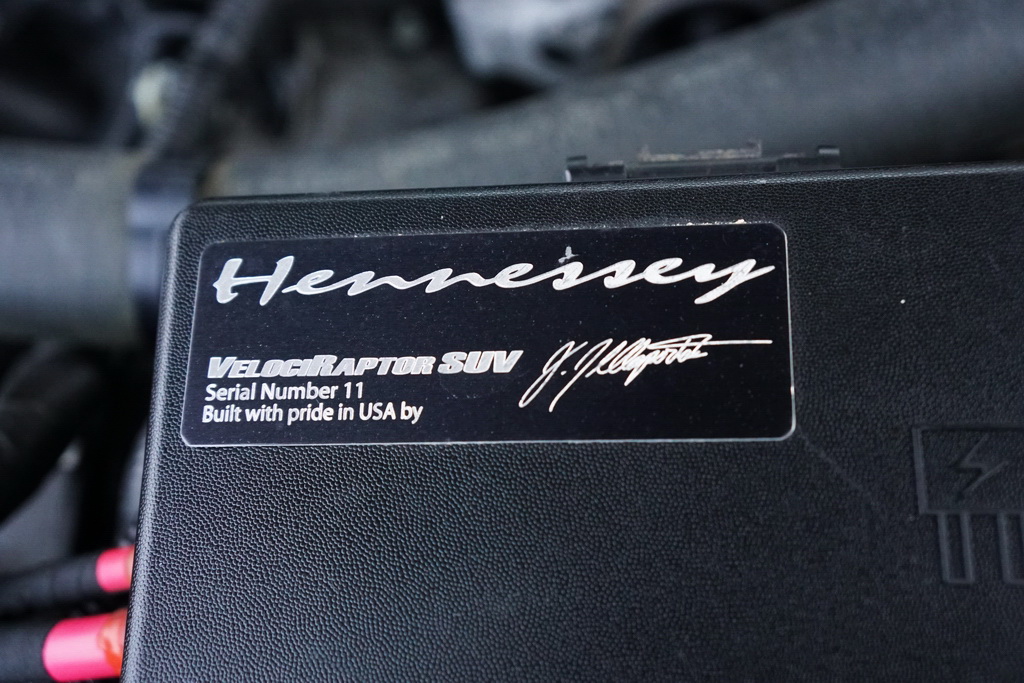 Hennessey
VELOCIRAPTOR SUV
Serial Number 11
Built with pride in USA by